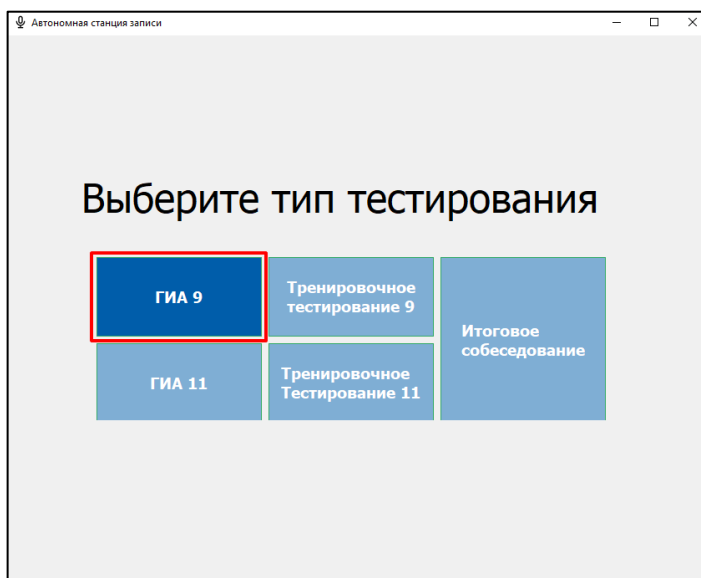 Автономная станция записи
Выберите тип тестирования
ГИА 9
Тренировочное
тестирование 9
Итоговое
собеседование
ГИА 11
Тренировочное
Тестирование 11